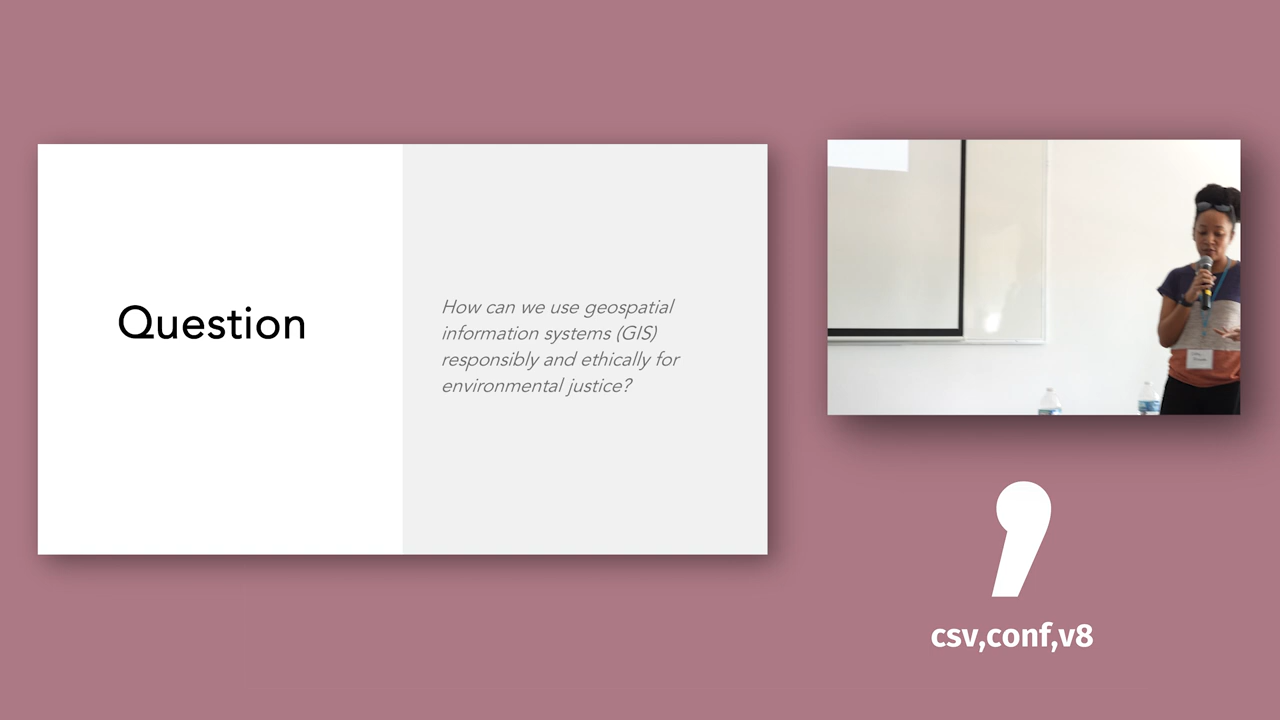 Question
How can we use geospatial
information systems (GIS)
responsibly and ethically for
environmental justice?
csv,conf,v8